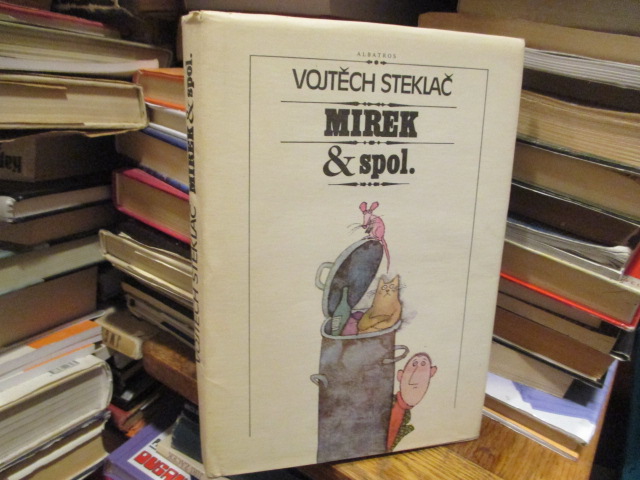 ALBATROS
VOJTĚCH STEKLAČ
MIREK
& spol.
VOJTĚCH STEKLAČ MIREK & spol.